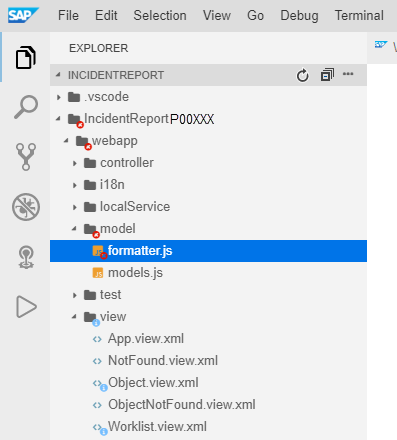 SAP File Edit Selection View Go Debug Terminal
EXPLORER
INCIDENTREPORT
.vscode
IncidentReportP00XXX
webapp
controller
i18n
localService
model
JS formatter.js
JS models.js
test
view
App.view.xml
NotFound.view.xml
Object.view.xml
ObjectNotFound.view.xml
Worklist.view.xml